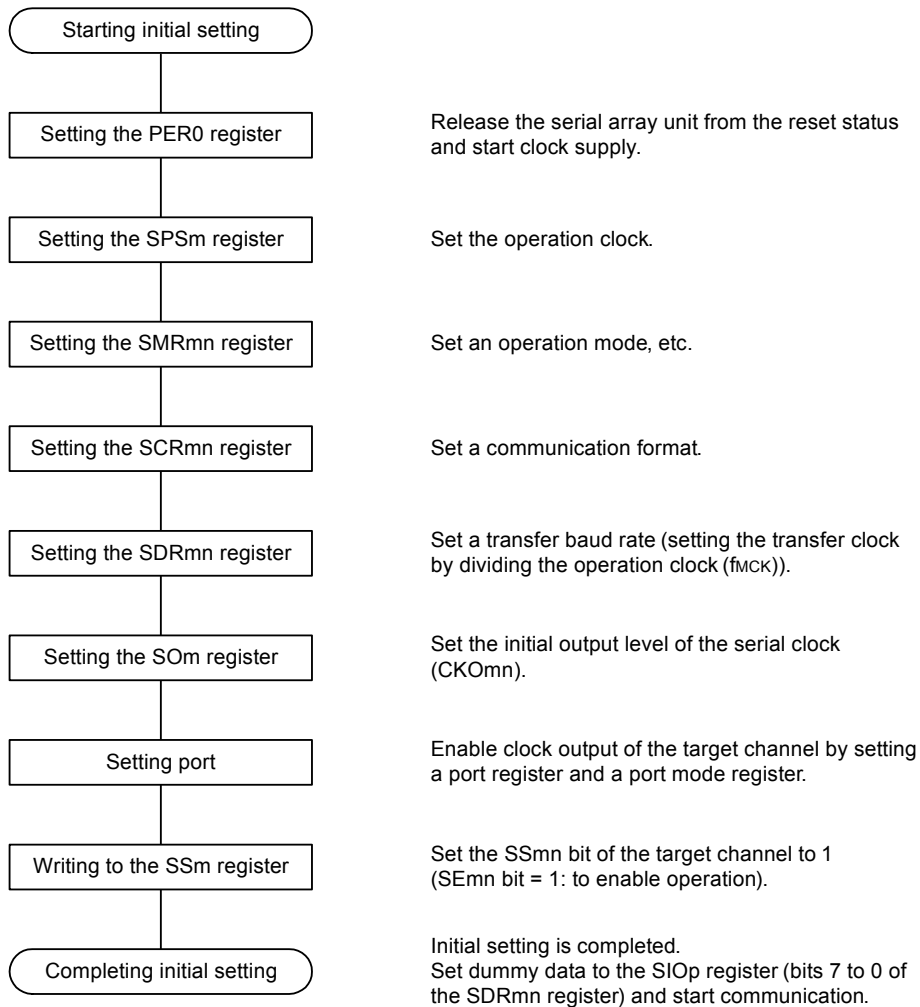 Starting initial setting
Setting the PER0 register
Release the serial array unit from the reset status
and start clock supply.
Setting the SPSm register
Set the operation clock.
Setting the SMRmn register
Set an operation mode, etc.
Setting the SCRmn register
Set a communication format.
Setting the SDRmn register
Set a transfer baud rate (setting the transfer clock
by dividing the operation clock (fMCK)).
Setting the SOm register
Set the initial output level of the serial clock
(CKOmn).
Setting port
Enable clock output of the target channel by setting
a port register and a port mode register.
Writing to the SSm register
Set the SSmn bit of the target channel to 1
(SEmn bit = 1: to enable operation).
Completing initial setting
Initial setting is completed.
Set dummy data to the SIOp register (bits 7 to 0 of
the SDRmn register) and start communication.